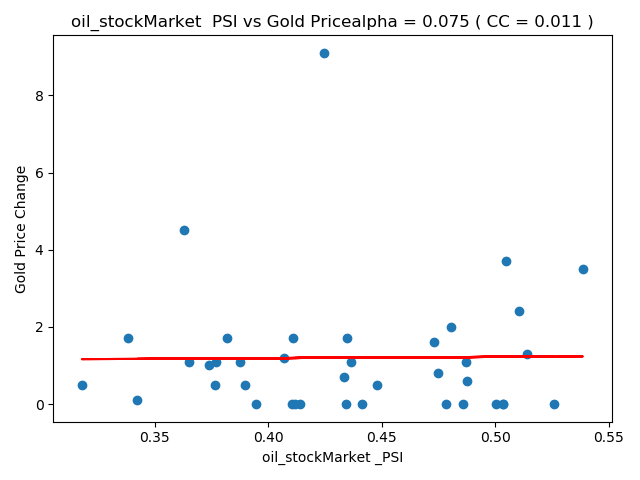 oil_stockMarket  PSI vs Gold Pricealpha = 0.075 ( CC = 0.011 )
Gold Price Change
8
6
4
2
0
0.35 0.40 0.45 0.50 0.55
oil_stockMarket _PSI